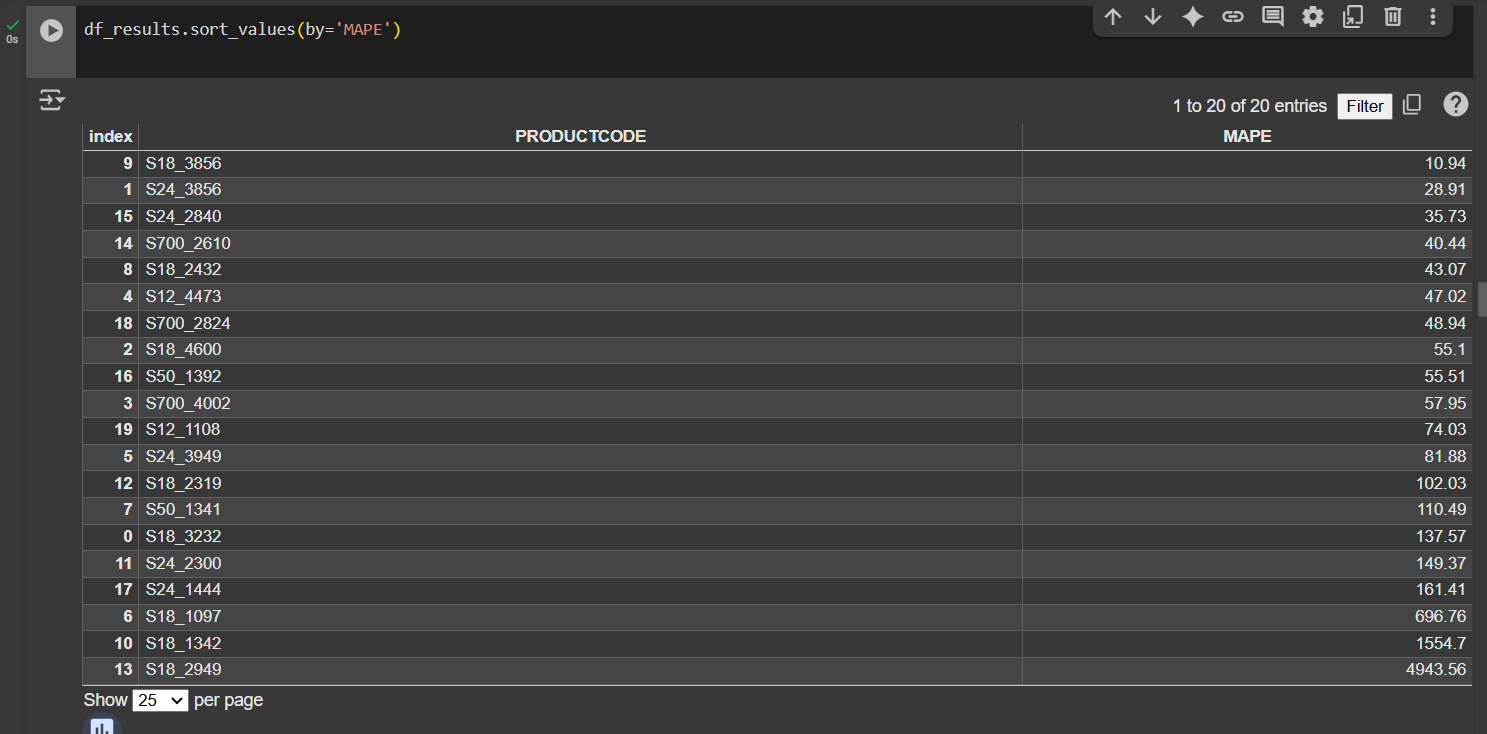 df_results.sort_values(by='MAPE')
0s
1 to 20 of 20 entries Filter
index PRODUCTCODE MAPE
9 S18_3856 10.94
1 S24_3856 28.91
15 S24_2840 35.73
14 S700_2610 40.44
8 S18_2432 43.07
4 S12_4473 47.02
18 S700_2824 48.94
2 S18_4600 55.1
16 S50_1392 55.51
3 S700_4002 57.95
19 S12_1108 74.03
5 S24_3949 81.88
12 S18_2319 102.03
7 S50_1341 110.49
0 S18_3232 137.57
11 S24_2300 149.37
17 S24_1444 161.41
6 S18_1097 696.76
10 S18_1342 1554.7
13 S18_2949 4943.56
Show 25 per page